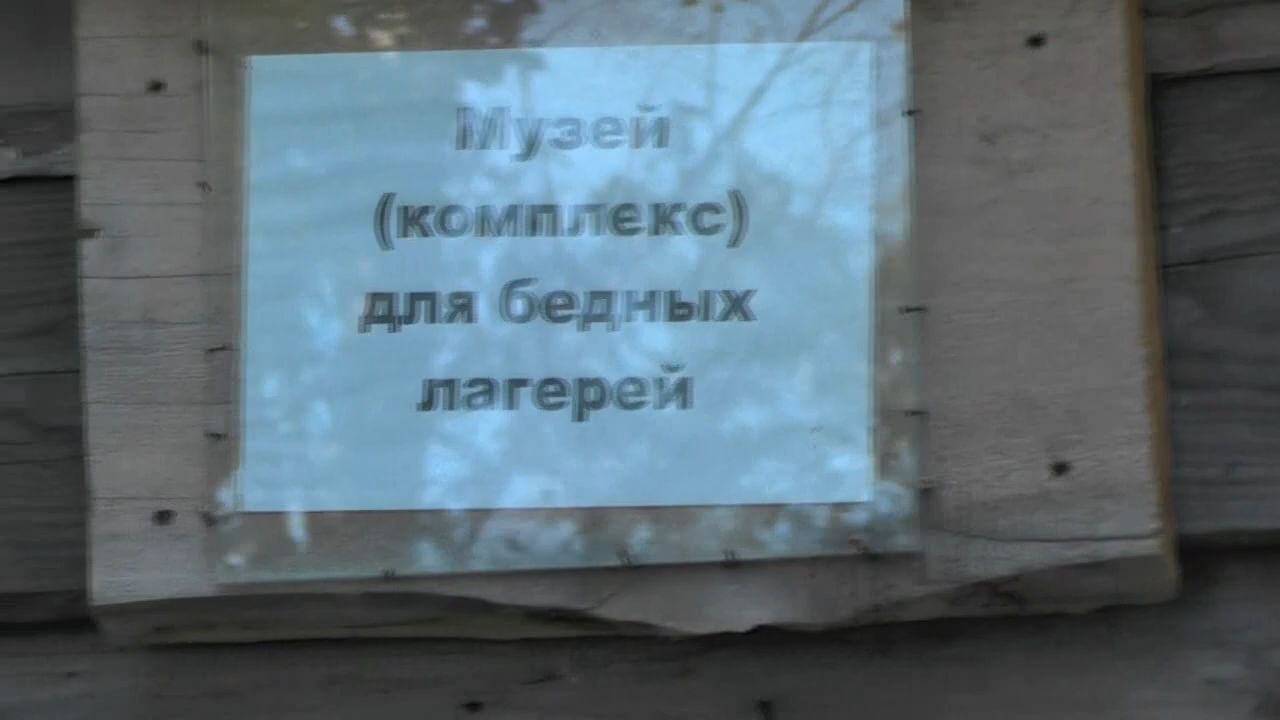 Музей
(комплекс)
для бедных
лагерей